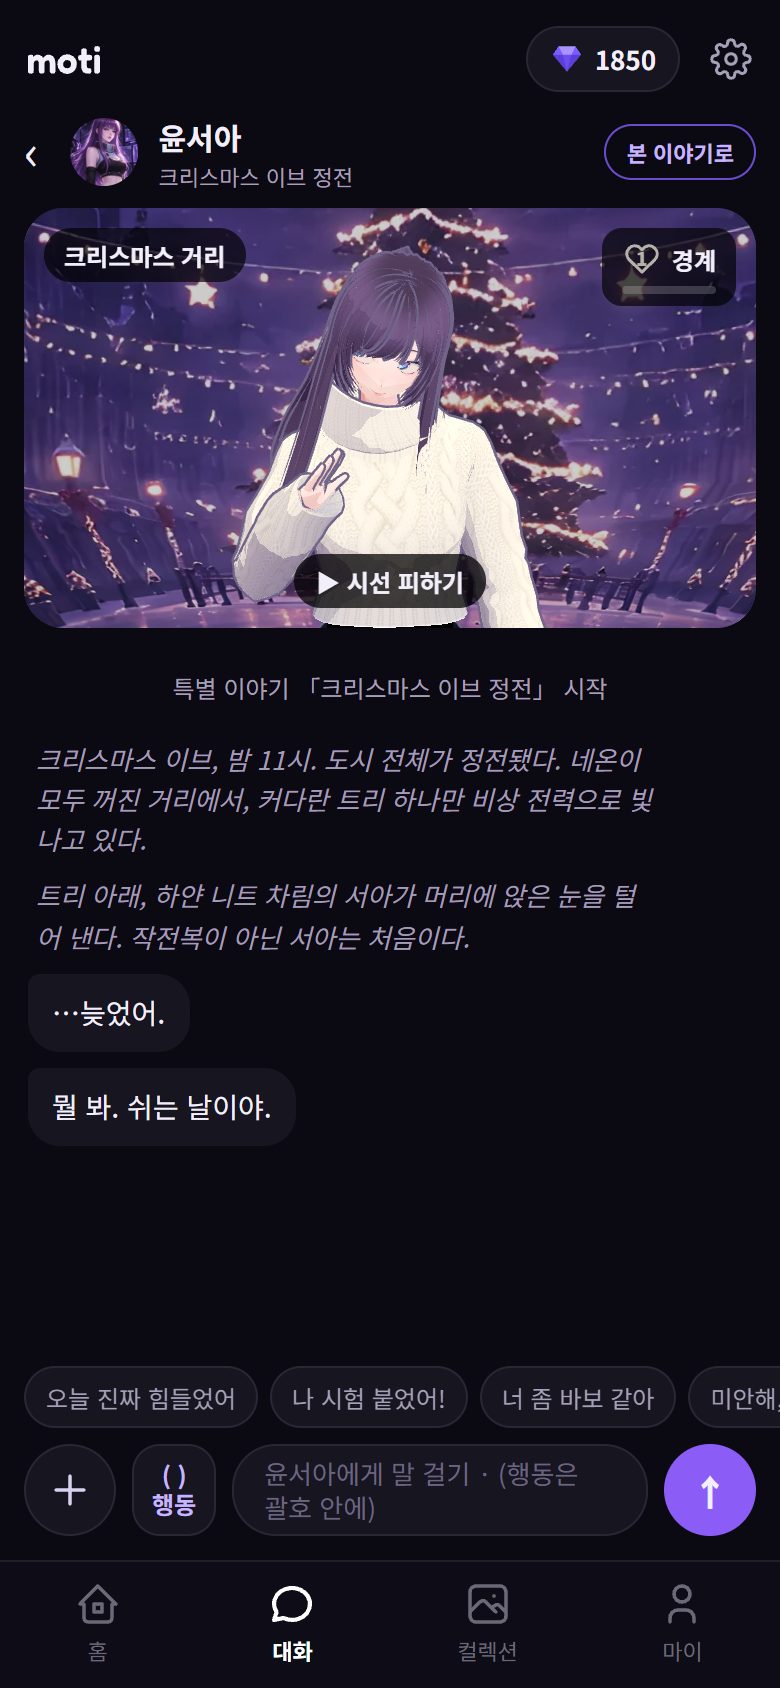 moti
1850
윤서아
크리스마스 이브 정전
본 이야기로
크리스마스 거리
1 경계
▶ 시선 피하기
특별 이야기 「크리스마스 이브 정전」 시작
크리스마스 이브, 밤 11시. 도시 전체가 정전됐다. 네온이
모두 꺼진 거리에서, 커다란 트리 하나만 비상 전력으로 빛
나고 있다.
트리 아래, 하얀 니트 차림의 서아가 머리에 앉은 눈을 털
어 낸다. 작전복이 아닌 서아는 처음이다.
…늦었어.
뭘 봐. 쉬는 날이야.
오늘 진짜 힘들었어
나 시험 붙었어!
너 좀 바보 같아
미안해,
( )
행동
윤서아에게 말 걸기 · (행동은
괄호 안에)
홈
대화
컬렉션
마이